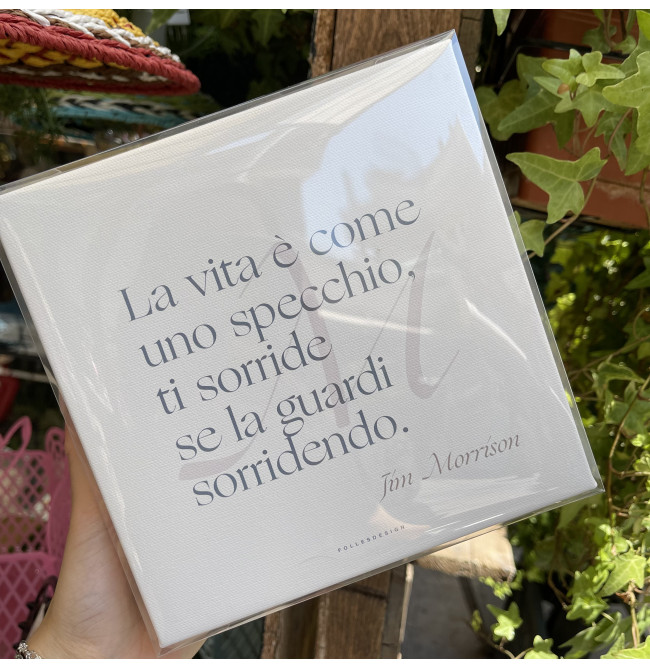 La vita è come
uno specchio,
ti sorride
se la guardi
sorridendo.
Jim Morrison
FOLLEDESIGN